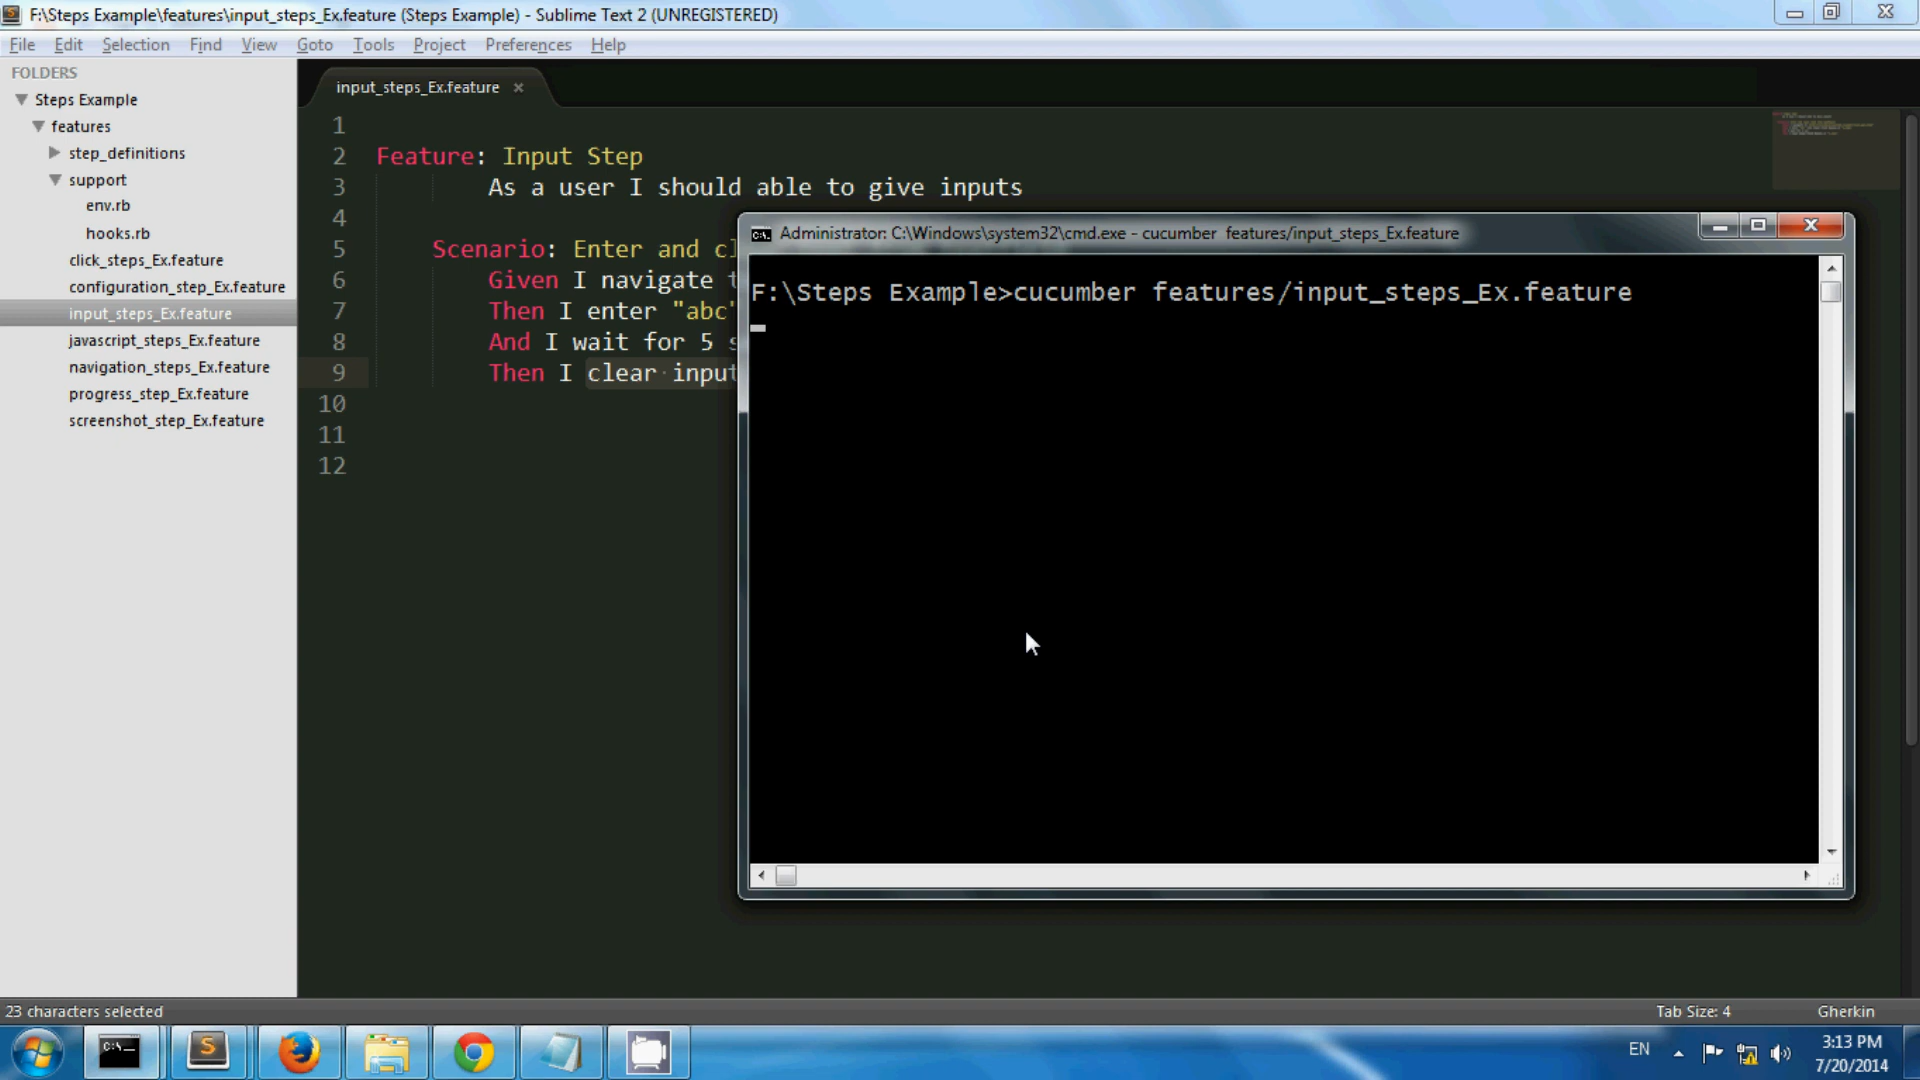 F:\Steps Example\features\input_steps_Ex.feature (Steps Example) - Sublime Text 2 (UNREGISTERED)
File Edit Selection Find View Goto Tools Project Preferences Help
FOLDERS
Steps Example
features
step_definitions
support
env.rb
hooks.rb
click_steps_Ex.feature
configuration_step_Ex.feature
input_steps_Ex.feature
javascript_steps_Ex.feature
navigation_steps_Ex.feature
progress_step_Ex.feature
screenshot_step_Ex.feature
input_steps_Ex.feature ×
1
2 Feature: Input Step
3 As a user I should able to give inputs
4
5 Scenario: Enter and cl
6 Given I navigate t
7 Then I enter "abc"
8 And I wait for 5 s
9 Then I clear input
10
11
12
Administrator: C:\Windows\system32\cmd.exe - cucumber features/input_steps_Ex.feature
F:\Steps Example>cucumber features/input_steps_Ex.feature
23 characters selected
Tab Size: 4 Gherkin
EN
3:13 PM
7/20/2014